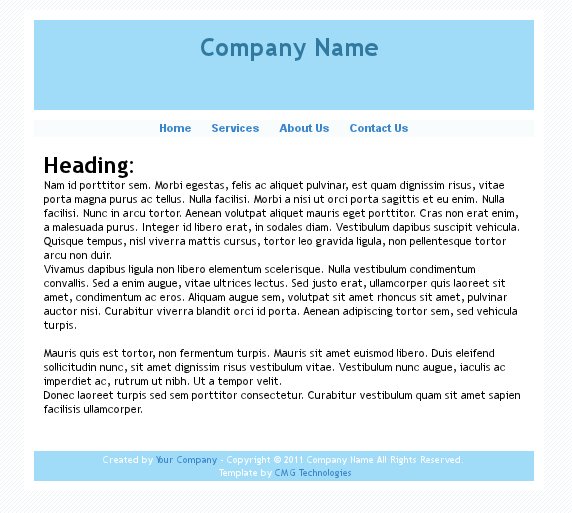 Company Name
Home Services About Us Contact Us
Heading:
Nam id porttitor sem. Morbi egestas, felis ac aliquet pulvinar, est quam dignissim risus, vitae
porta magna purus ac tellus. Nulla facilisi. Morbi a nisi ut orci porta sagittis et eu enim. Nulla
facilisi. Nunc in arcu tortor. Aenean volutpat aliquet mauris eget porttitor. Cras non erat enim,
a malesuada purus. Integer id libero erat, in sodales diam. Vestibulum dapibus suscipit vehicula.
Quisque tempus, nisl viverra mattis cursus, tortor leo gravida ligula, non pellentesque tortor
arcu non duir.
Vivamus dapibus ligula non libero elementum scelerisque. Nulla vestibulum condimentum
convallis. Sed a enim augue, vitae ultrices lectus. Sed justo erat, ullamcorper quis laoreet sit
amet, condimentum ac eros. Aliquam augue sem, volutpat sit amet rhoncus sit amet, pulvinar
auctor nisi. Curabitur viverra blandit orci id porta. Aenean adipiscing tortor sem, sed vehicula
turpis.
Mauris quis est tortor, non fermentum turpis. Mauris sit amet euismod libero. Duis eleifend
sollicitudin nunc, sit amet dignissim risus vestibulum vitae. Vestibulum nunc augue, iaculis ac
imperdiet ac, rutrum ut nibh. Ut a tempor velit.
Donec laoreet turpis sed sem porttitor consectetur. Curabitur vestibulum quam sit amet sapien
facilisis ullamcorper.
Created by Your Company - Copyright © 2011 Company Name All Rights Reserved.
Template by CMG Technologies